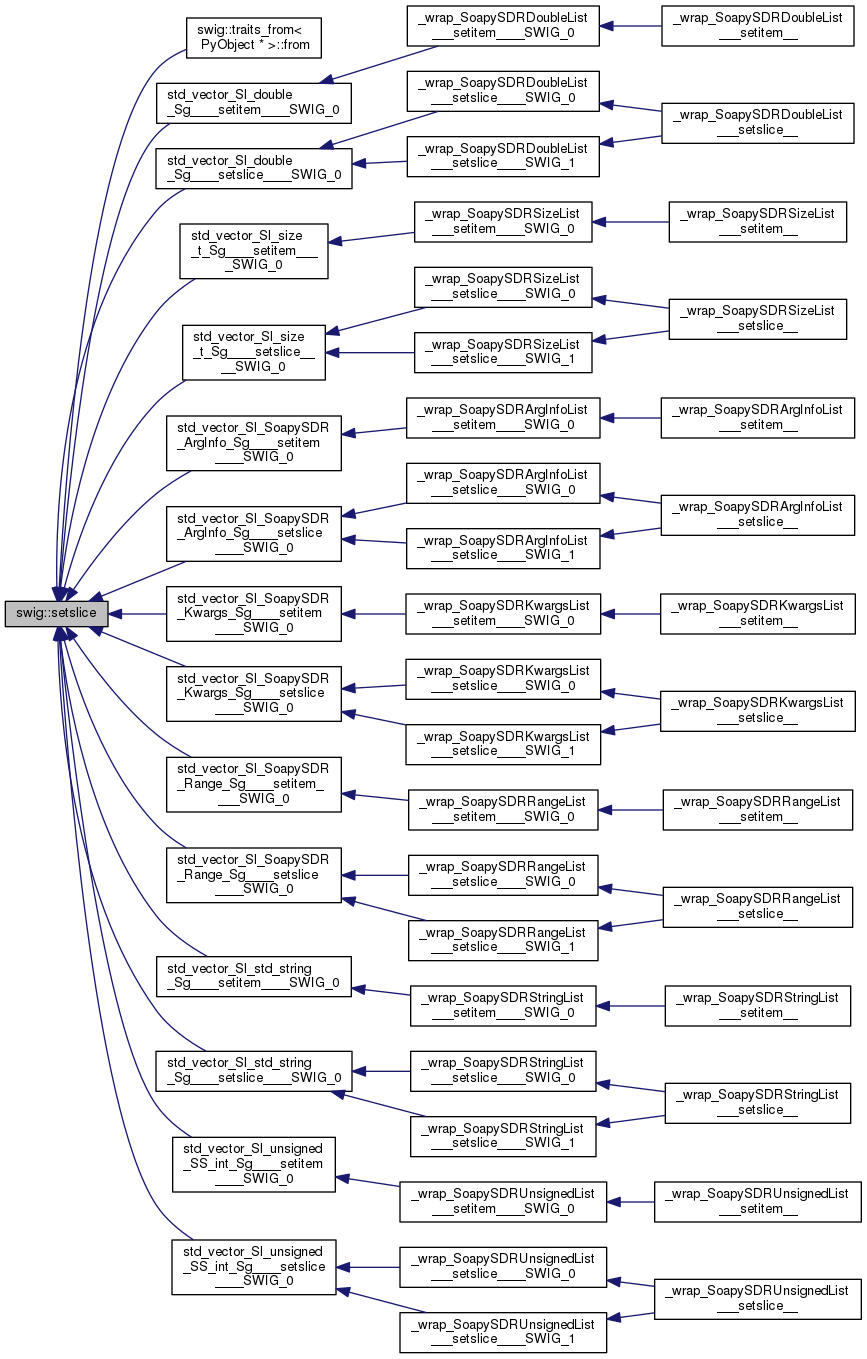 swig::traits_from<
PyObject * >::from
std_vector_Sl_double
_Sg____setitem____SWIG_0
std_vector_Sl_double
_Sg____setslice____SWIG_0
std_vector_Sl_size
_t_Sg____setitem___
_SWIG_0
std_vector_Sl_size
_t_Sg____setslice__
__SWIG_0
std_vector_Sl_SoapySDR
_ArgInfo_Sg____setitem
____SWIG_0
std_vector_Sl_SoapySDR
_ArgInfo_Sg____setslice
____SWIG_0
swig::setslice
std_vector_Sl_SoapySDR
_Kwargs_Sg____setitem
____SWIG_0
std_vector_Sl_SoapySDR
_Kwargs_Sg____setslice
____SWIG_0
std_vector_Sl_SoapySDR
_Range_Sg____setitem_
___SWIG_0
std_vector_Sl_SoapySDR
_Range_Sg____setslice
____SWIG_0
std_vector_Sl_std_string
_Sg____setitem____SWIG_0
std_vector_Sl_std_string
_Sg____setslice____SWIG_0
std_vector_Sl_unsigned
_SS_int_Sg____setitem
____SWIG_0
std_vector_Sl_unsigned
_SS_int_Sg____setslice
____SWIG_0
_wrap_SoapySDRDoubleList
___setitem____SWIG_0
_wrap_SoapySDRDoubleList
___setslice____SWIG_0
_wrap_SoapySDRDoubleList
___setslice____SWIG_1
_wrap_SoapySDRSizeList
___setitem____SWIG_0
_wrap_SoapySDRSizeList
___setslice____SWIG_0
_wrap_SoapySDRSizeList
___setslice____SWIG_1
_wrap_SoapySDRArgInfoList
___setitem____SWIG_0
_wrap_SoapySDRArgInfoList
___setslice____SWIG_0
_wrap_SoapySDRArgInfoList
___setslice____SWIG_1
_wrap_SoapySDRKwargsList
___setitem____SWIG_0
_wrap_SoapySDRKwargsList
___setslice____SWIG_0
_wrap_SoapySDRKwargsList
___setslice____SWIG_1
_wrap_SoapySDRRangeList
___setitem____SWIG_0
_wrap_SoapySDRRangeList
___setslice____SWIG_0
_wrap_SoapySDRRangeList
___setslice____SWIG_1
_wrap_SoapySDRStringList
___setitem____SWIG_0
_wrap_SoapySDRStringList
___setslice____SWIG_0
_wrap_SoapySDRStringList
___setslice____SWIG_1
_wrap_SoapySDRUnsignedList
___setitem____SWIG_0
_wrap_SoapySDRUnsignedList
___setslice____SWIG_0
_wrap_SoapySDRUnsignedList
___setslice____SWIG_1
_wrap_SoapySDRDoubleList
___setitem__
_wrap_SoapySDRDoubleList
___setslice__
_wrap_SoapySDRSizeList
___setitem__
_wrap_SoapySDRSizeList
___setslice__
_wrap_SoapySDRArgInfoList
___setitem__
_wrap_SoapySDRArgInfoList
___setslice__
_wrap_SoapySDRKwargsList
___setitem__
_wrap_SoapySDRKwargsList
___setslice__
_wrap_SoapySDRRangeList
___setitem__
_wrap_SoapySDRRangeList
___setslice__
_wrap_SoapySDRStringList
___setitem__
_wrap_SoapySDRStringList
___setslice__
_wrap_SoapySDRUnsignedList
___setitem__
_wrap_SoapySDRUnsignedList
___setslice__